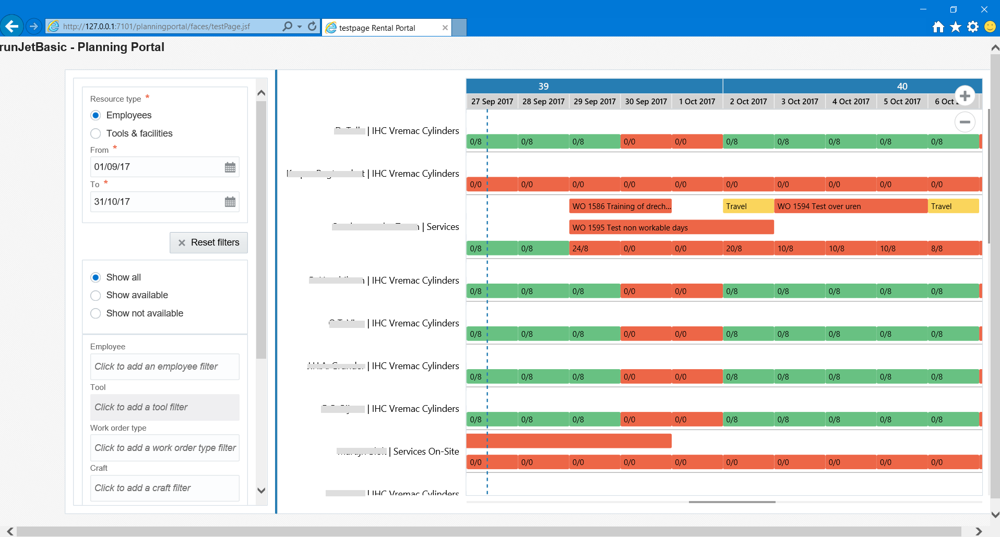 http://127.0.0.1:7101/planningportal/faces/testPage.jsf
testpage Rental Portal
runJetBasic - Planning Portal
Resource type *
Employees
Tools & facilities
From *
01/09/17
To *
31/10/17
Reset filters
Show all
Show available
Show not available
Employee
Click to add an employee filter
Tool
Click to add a tool filter
Work order type
Click to add a work order type filter
Craft
Click to add a craft filter
39 40
27 Sep 2017 28 Sep 2017 29 Sep 2017 30 Sep 2017 1 Oct 2017 2 Oct 2017 3 Oct 2017 4 Oct 2017 5 Oct 2017 6 Oct
| IHC Vremac Cylinders
0/8 0/8 0/8 0/0 0/0 0/8 0/8 0/8 0/8 0/8
| IHC Vremac Cylinders
0/0 0/0 0/0 0/0 0/0 0/0 0/0 0/0 0/0 0/0
WO 1586 Training of drech... Travel WO 1594 Test over uren Travel
| Services
WO 1595 Test non workable days
0/8 0/8 24/8 0/0 0/0 20/8 10/8 10/8 10/8 8/8
| IHC Vremac Cylinders
0/8 0/8 0/8 0/0 0/0 0/8 0/8 0/8 0/8 0/8
| IHC Vremac Cylinders
0/8 0/8 0/8 0/0 0/0 0/8 0/8 0/8 0/8 0/8
| IHC Vremac Cylinders
0/8 0/8 0/8 0/0 0/0 0/8 0/8 0/8 0/8 0/8
| IHC Vremac Cylinders
0/8 0/8 0/8 0/0 0/0 0/8 0/8 0/8 0/8 0/8
| Services On-Site
0/0 0/0 0/0 0/0 0/0 0/0 0/0 0/0 0/0 0/0
| IHC Vremac Cylinders